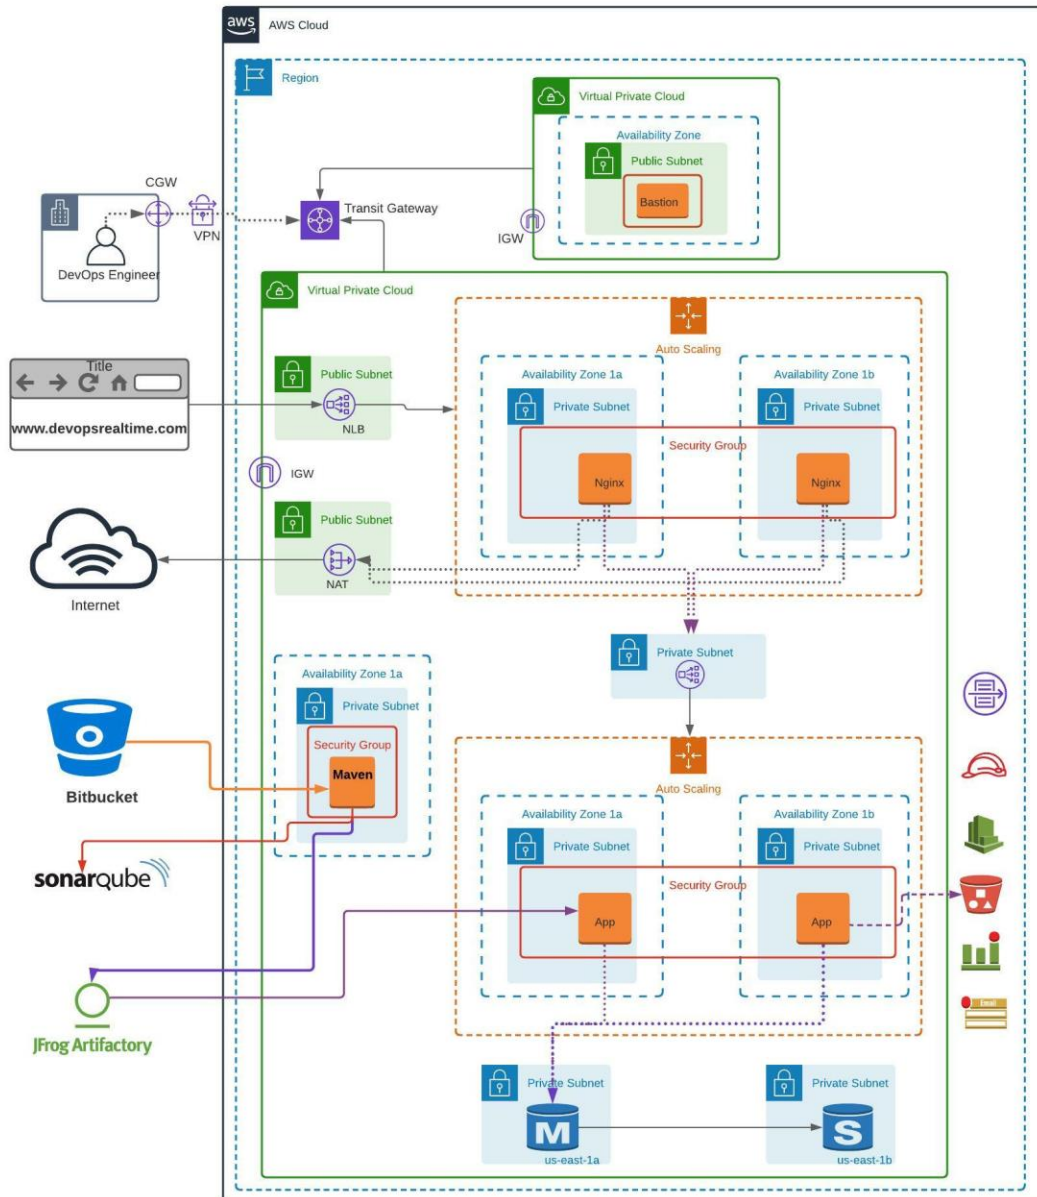 aws
AWS Cloud
Region
Virtual Private Cloud
Availability Zone
Public Subnet
Bastion
IGW
CGW
VPN
Transit Gateway
DevOps Engineer
Virtual Private Cloud
Auto Scaling
Title
www.devopsrealtime.com
Public Subnet
NLB
Availability Zone 1a
Private Subnet
Availability Zone 1b
Private Subnet
Security Group
Nginx
Nginx
IGW
Public Subnet
NAT
Internet
Private Subnet
Availability Zone 1a
Private Subnet
Security Group
Maven
Bitbucket
sonarqube
Auto Scaling
Availability Zone 1a
Private Subnet
Availability Zone 1b
Private Subnet
Security Group
App
App
Email
JFrog Artifactory
Private Subnet
M
us-east-1a
Private Subnet
S
us-east-1b